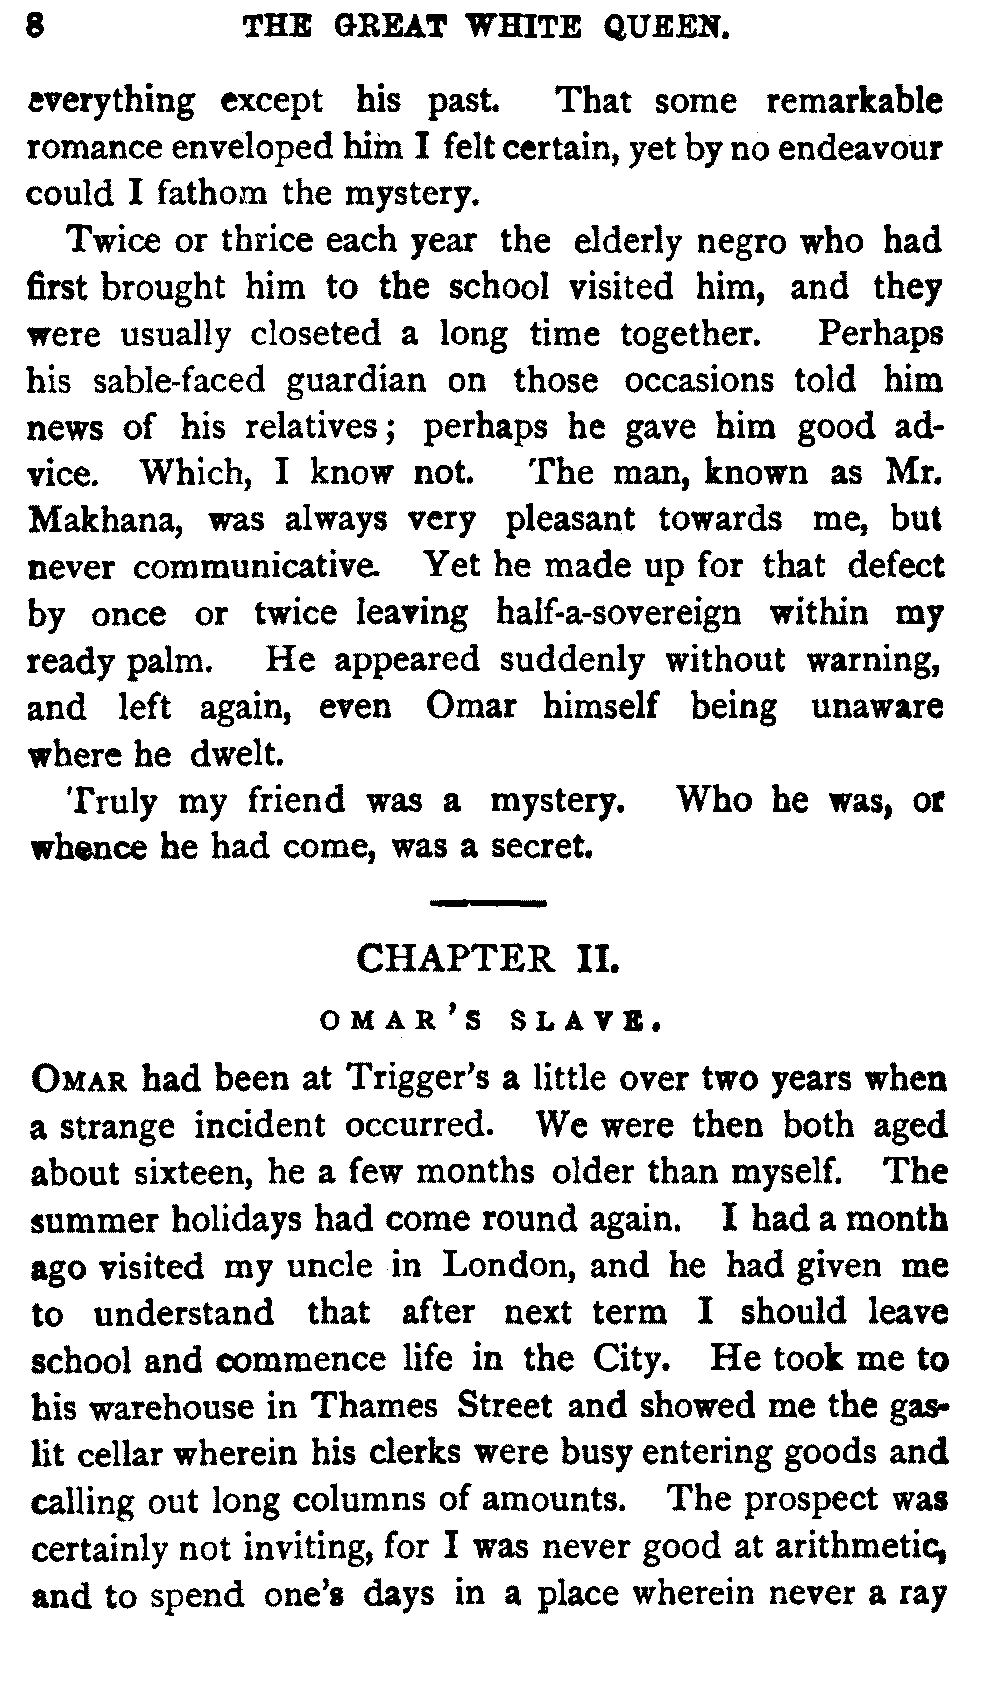 8 THE GREAT WHITE QUEEN.
everything except his past. That some remarkable
romance enveloped him I felt certain, yet by no endeavour
could I fathom the mystery.
Twice or thrice each year the elderly negro who had
first brought him to the school visited him, and they
were usually closeted a long time together. Perhaps
his sable-faced guardian on those occasions told him
news of his relatives; perhaps he gave him good ad-
vice. Which, I know not. The man, known as Mr.
Makhana, was always very pleasant towards me, but
never communicative. Yet he made up for that defect
by once or twice leaving half-a-sovereign within my
ready palm. He appeared suddenly without warning,
and left again, even Omar himself being unaware
where he dwelt.
Truly my friend was a mystery. Who he was, or
whence he had come, was a secret.
CHAPTER II.
OMAR'S SLAVE.
OMAR had been at Trigger's a little over two years when
a strange incident occurred. We were then both aged
about sixteen, he a few months older than myself. The
summer holidays had come round again. I had a month
ago visited my uncle in London, and he had given me
to understand that after next term I should leave
school and commence life in the City. He took me to
his warehouse in Thames Street and showed me the gas-
lit cellar wherein his clerks were busy entering goods and
calling out long columns of amounts. The prospect was
certainly not inviting, for I was never good at arithmetic,
and to spend one's days in a place wherein never a ray